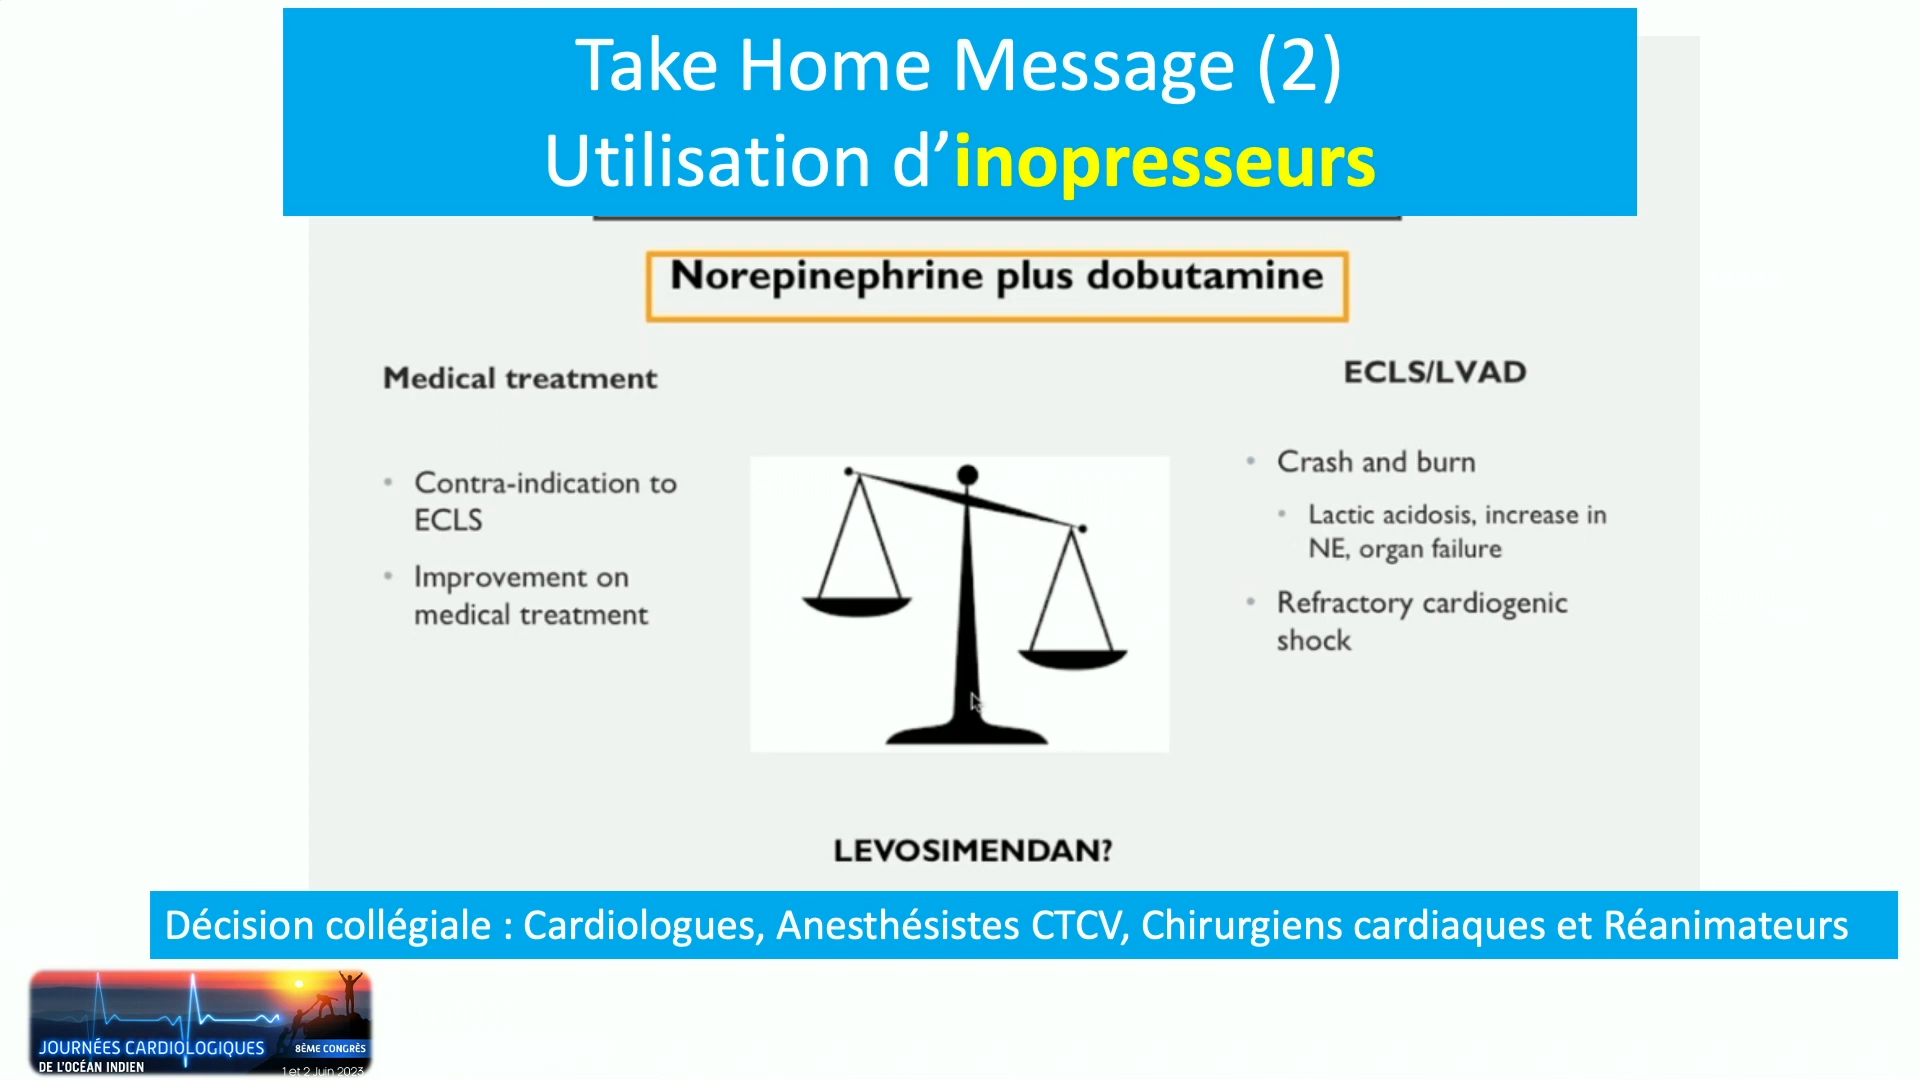 Take Home Message (2)
Utilisation d’inopresseurs
Norepinephrine plus dobutamine
Medical treatment
• Contra-indication to
ECLS
• Improvement on
medical treatment
ECLS/LVAD
• Crash and burn
• Lactic acidosis, increase in
NE, organ failure
• Refractory cardiogenic
shock
LEVOSIMENDAN?
Décision collégiale : Cardiologues, Anesthésistes CTCV, Chirurgiens cardiaques et Réanimateurs
JOURNÉES CARDIOLOGIQUES
DE L'OCÉAN INDIEN
8ÈME CONGRÈS
1 et 2 Juin 2023